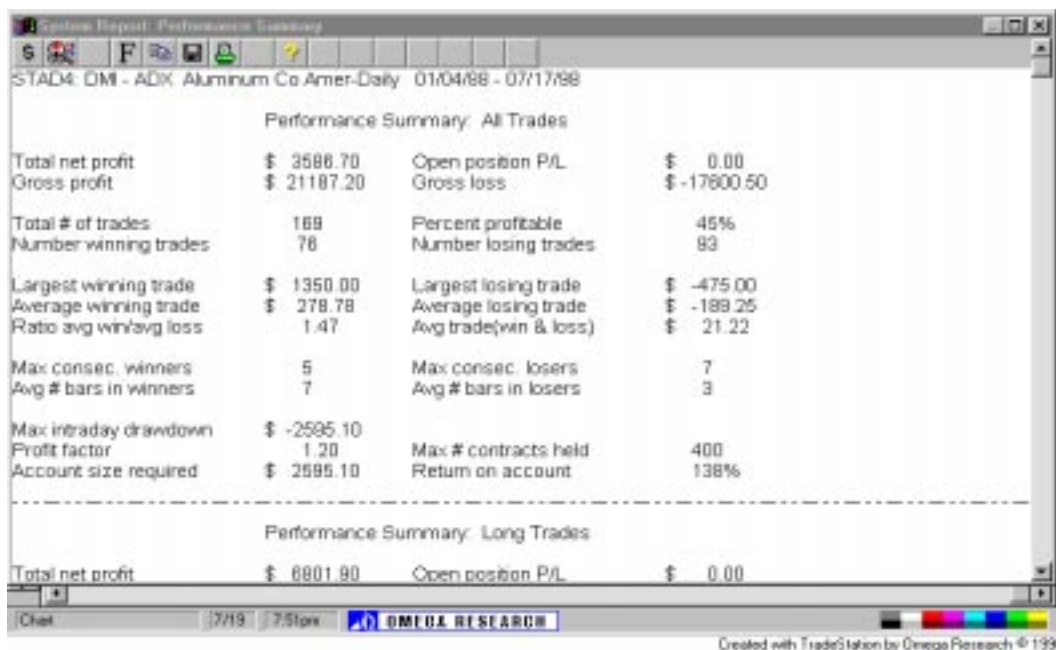 System Report: Performance Summary
$ F ?
STAD4: DMI - ADX Aluminum Co Amer-Daily 01/04/88 - 07/17/98
Performance Summary: All Trades
Total net profit $ 3586.70 Open position P/L $ 0.00
Gross profit $ 21187.20 Gross loss $ -17600.50
Total # of trades 169 Percent profitable 45%
Number winning trades 76 Number losing trades 93
Largest winning trade $ 1350.00 Largest losing trade $ -475.00
Average winning trade $ 278.78 Average losing trade $ -189.25
Ratio avg win/avg loss 1.47 Avg trade(win & loss) $ 21.22
Max consec. winners 5 Max consec. losers 7
Avg # bars in winners 7 Avg # bars in losers 3
Max intraday drawdown $ -2595.10
Profit factor 1.20 Max # contracts held 400
Account size required $ 2595.10 Return on account 138%
Performance Summary: Long Trades
Total net profit $ 6801.90 Open position P/L $ 0.00
Chart 7/19 7:51pm OMEGA RESEARCH
Created with TradeStation by Omega Research © 199